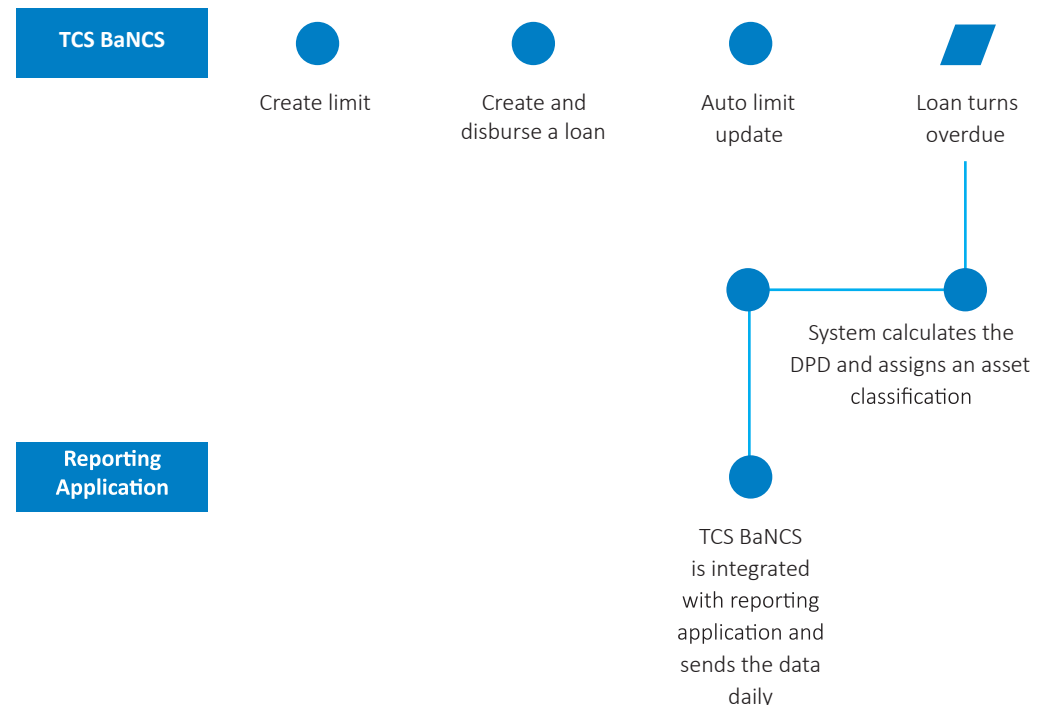 TCS BaNCS
Create limit
Create and
disburse a loan
Auto limit
update
Loan turns
overdue
System calculates the
DPD and assigns an asset
classification
Reporting
Application
TCS BaNCS
is integrated
with reporting
application and
sends the data
daily